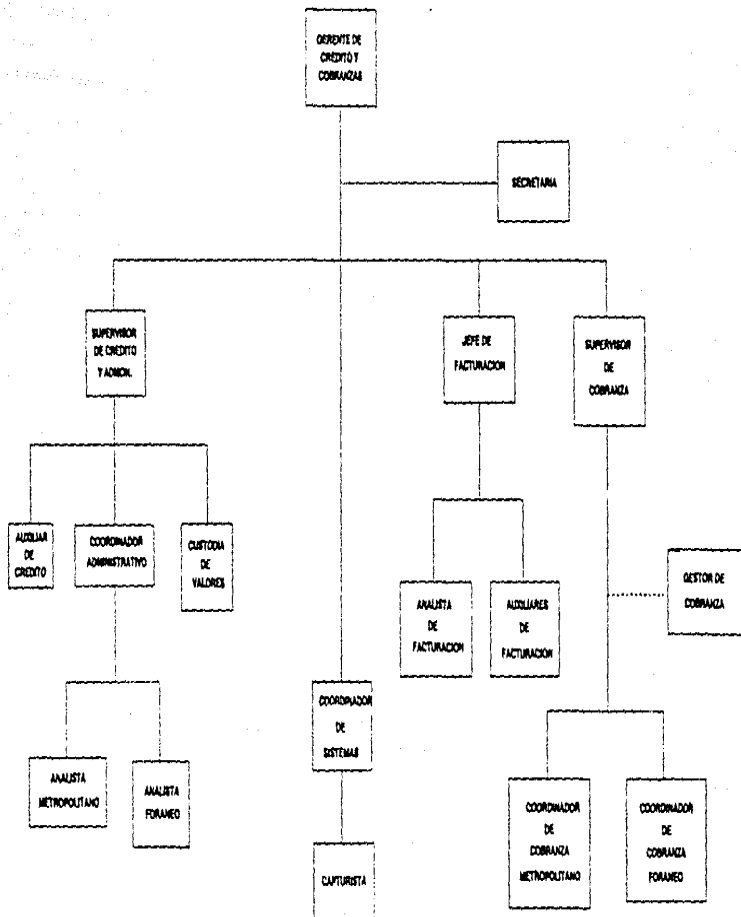 GERENTE DE
CREDITO Y
COBRANZAS
SECRETARIA
SUPERVISOR
DE CREDITO
Y ADMON.
JEFE DE
FACTURACION
SUPERVISOR
DE
COBRANZA
AUXILIAR
DE
CREDITO
COORDINADOR
ADMINISTRATIVO
CUSTODIA
DE
VALORES
ANALISTA
DE
FACTURACION
AUXILIARES
DE
FACTURACION
GESTOR DE
COBRANZA
COORDINADOR
DE
SISTEMAS
ANALISTA
METROPOLITANO
ANALISTA
FORANEO
COORDINADOR
DE
COBRANZA
METROPOLITANO
COORDINADOR
DE
COBRANZA
FORANEO
CAPTURISTA